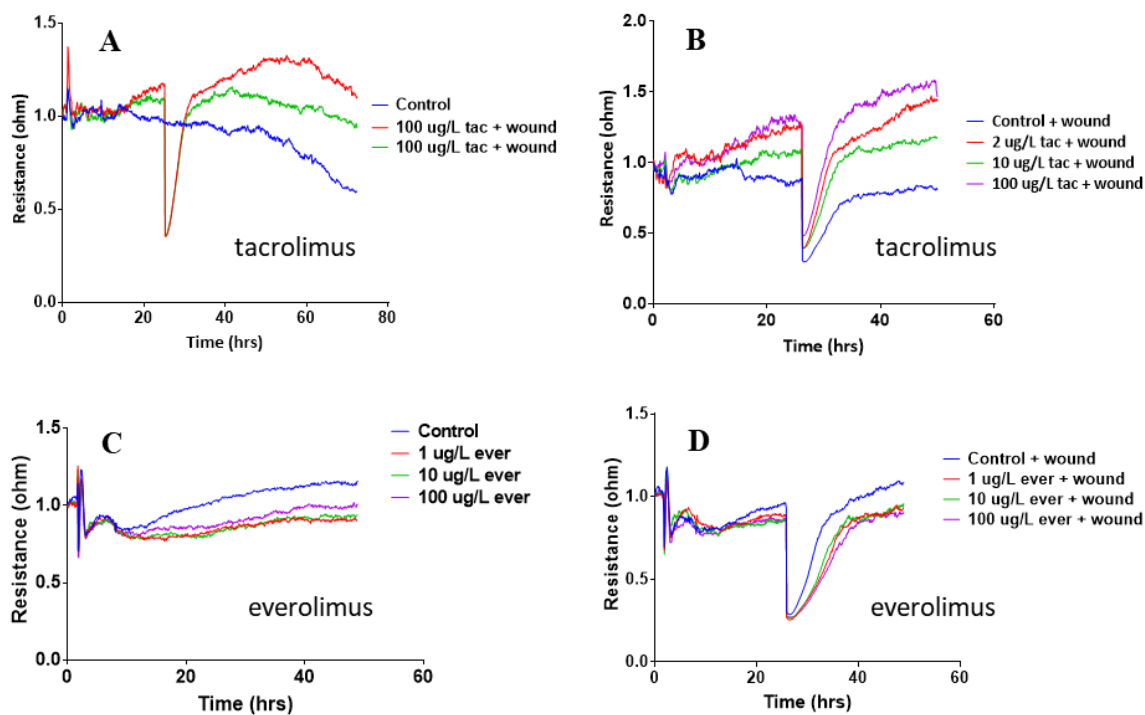 A
1.5
1.0
0.5
0.0
0 20 40 60 80
Resistance (ohm)
Time (hrs)
Control
100 ug/L tac + wound
100 ug/L tac + wound
tacrolimus
B
2.0
1.5
1.0
0.5
0.0
0 20 40 60
Resistance (ohm)
Time (hrs)
Control + wound
2 ug/L tac + wound
10 ug/L tac + wound
100 ug/L tac + wound
tacrolimus
C
1.5
1.0
0.5
0.0
0 20 40 60
Resistance (ohm)
Time (hrs)
Control
1 ug/L ever
10 ug/L ever
100 ug/L ever
everolimus
D
1.5
1.0
0.5
0.0
0 20 40 60
Resistance (ohm)
Time (hrs)
Control + wound
1 ug/L ever + wound
10 ug/L ever + wound
100 ug/L ever + wound
everolimus